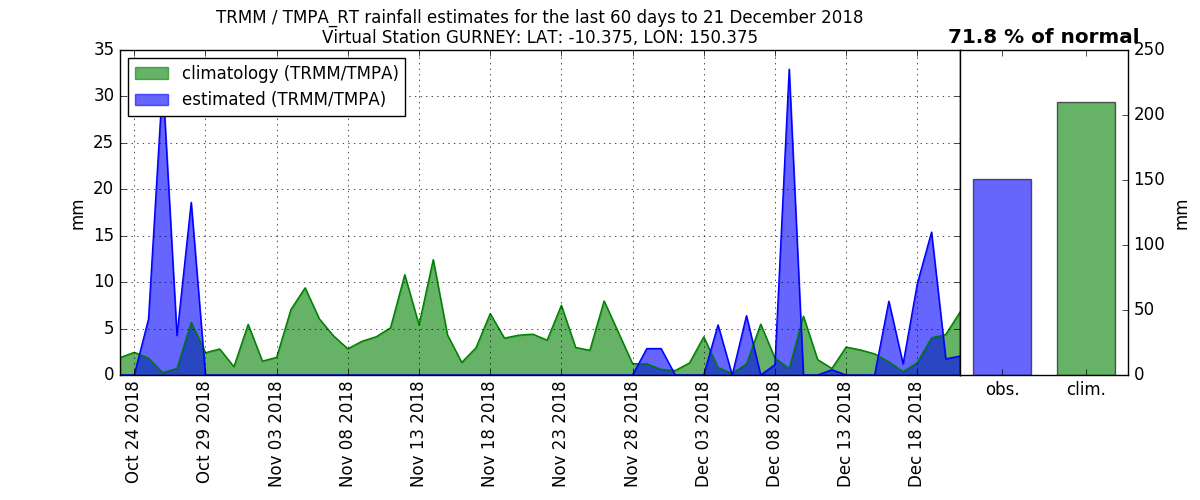 TRMM / TMPA_RT rainfall estimates for the last 60 days to 21 December 2018
Virtual Station GURNEY: LAT: -10.375, LON: 150.375
71.8 % of normal
climatology (TRMM/TMPA)
estimated (TRMM/TMPA)
35
30
25
20
15
10
5
0
mm
Oct 24 2018
Oct 29 2018
Nov 03 2018
Nov 08 2018
Nov 13 2018
Nov 18 2018
Nov 23 2018
Nov 28 2018
Dec 03 2018
Dec 08 2018
Dec 13 2018
Dec 18 2018
250
200
150
100
50
0
mm
obs.
clim.